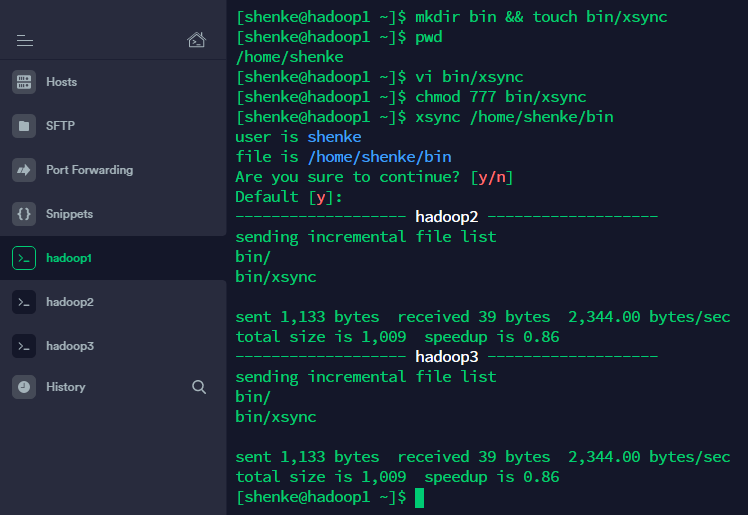 Hosts
SFTP
Port Forwarding
Snippets
hadoop1
hadoop2
hadoop3
History
[shenke@hadoop1 ~]$ mkdir bin && touch bin/xsync
[shenke@hadoop1 ~]$ pwd
/home/shenke
[shenke@hadoop1 ~]$ vi bin/xsync
[shenke@hadoop1 ~]$ chmod 777 bin/xsync
[shenke@hadoop1 ~]$ xsync /home/shenke/bin
user is shenke
file is /home/shenke/bin
Are you sure to continue? [y/n]
Default [y]:
------------------- hadoop2 -------------------
sending incremental file list
bin/
bin/xsync
sent 1,133 bytes  received 39 bytes  2,344.00 bytes/sec
total size is 1,009  speedup is 0.86
------------------- hadoop3 -------------------
sending incremental file list
bin/
bin/xsync
sent 1,133 bytes  received 39 bytes  2,344.00 bytes/sec
total size is 1,009  speedup is 0.86
[shenke@hadoop1 ~]$